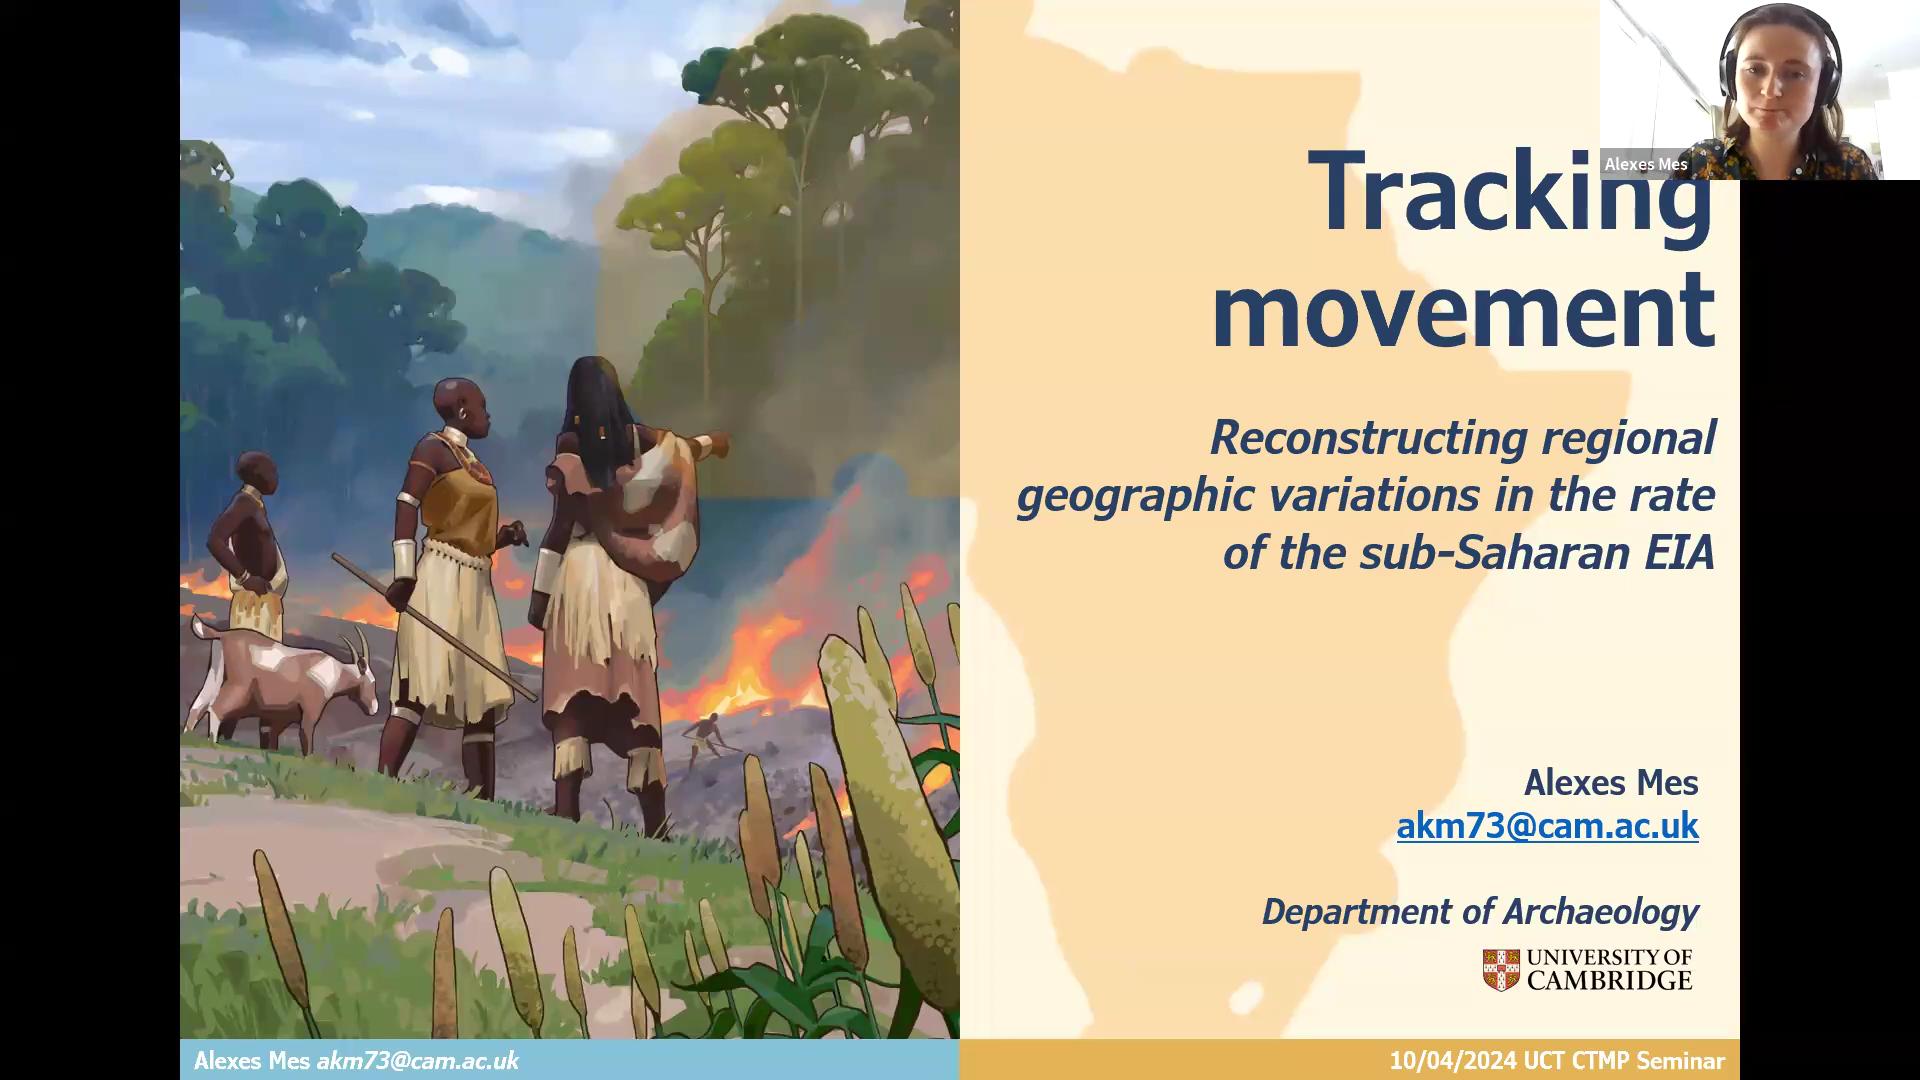 Alexes Mes
Tracking
movement
Reconstructing regional
geographic variations in the rate
of the sub-Saharan EIA
Alexes Mes
akm73@cam.ac.uk
Department of Archaeology
UNIVERSITY OF
CAMBRIDGE
Alexes Mes akm73@cam.ac.uk
10/04/2024 UCT CTMP Seminar